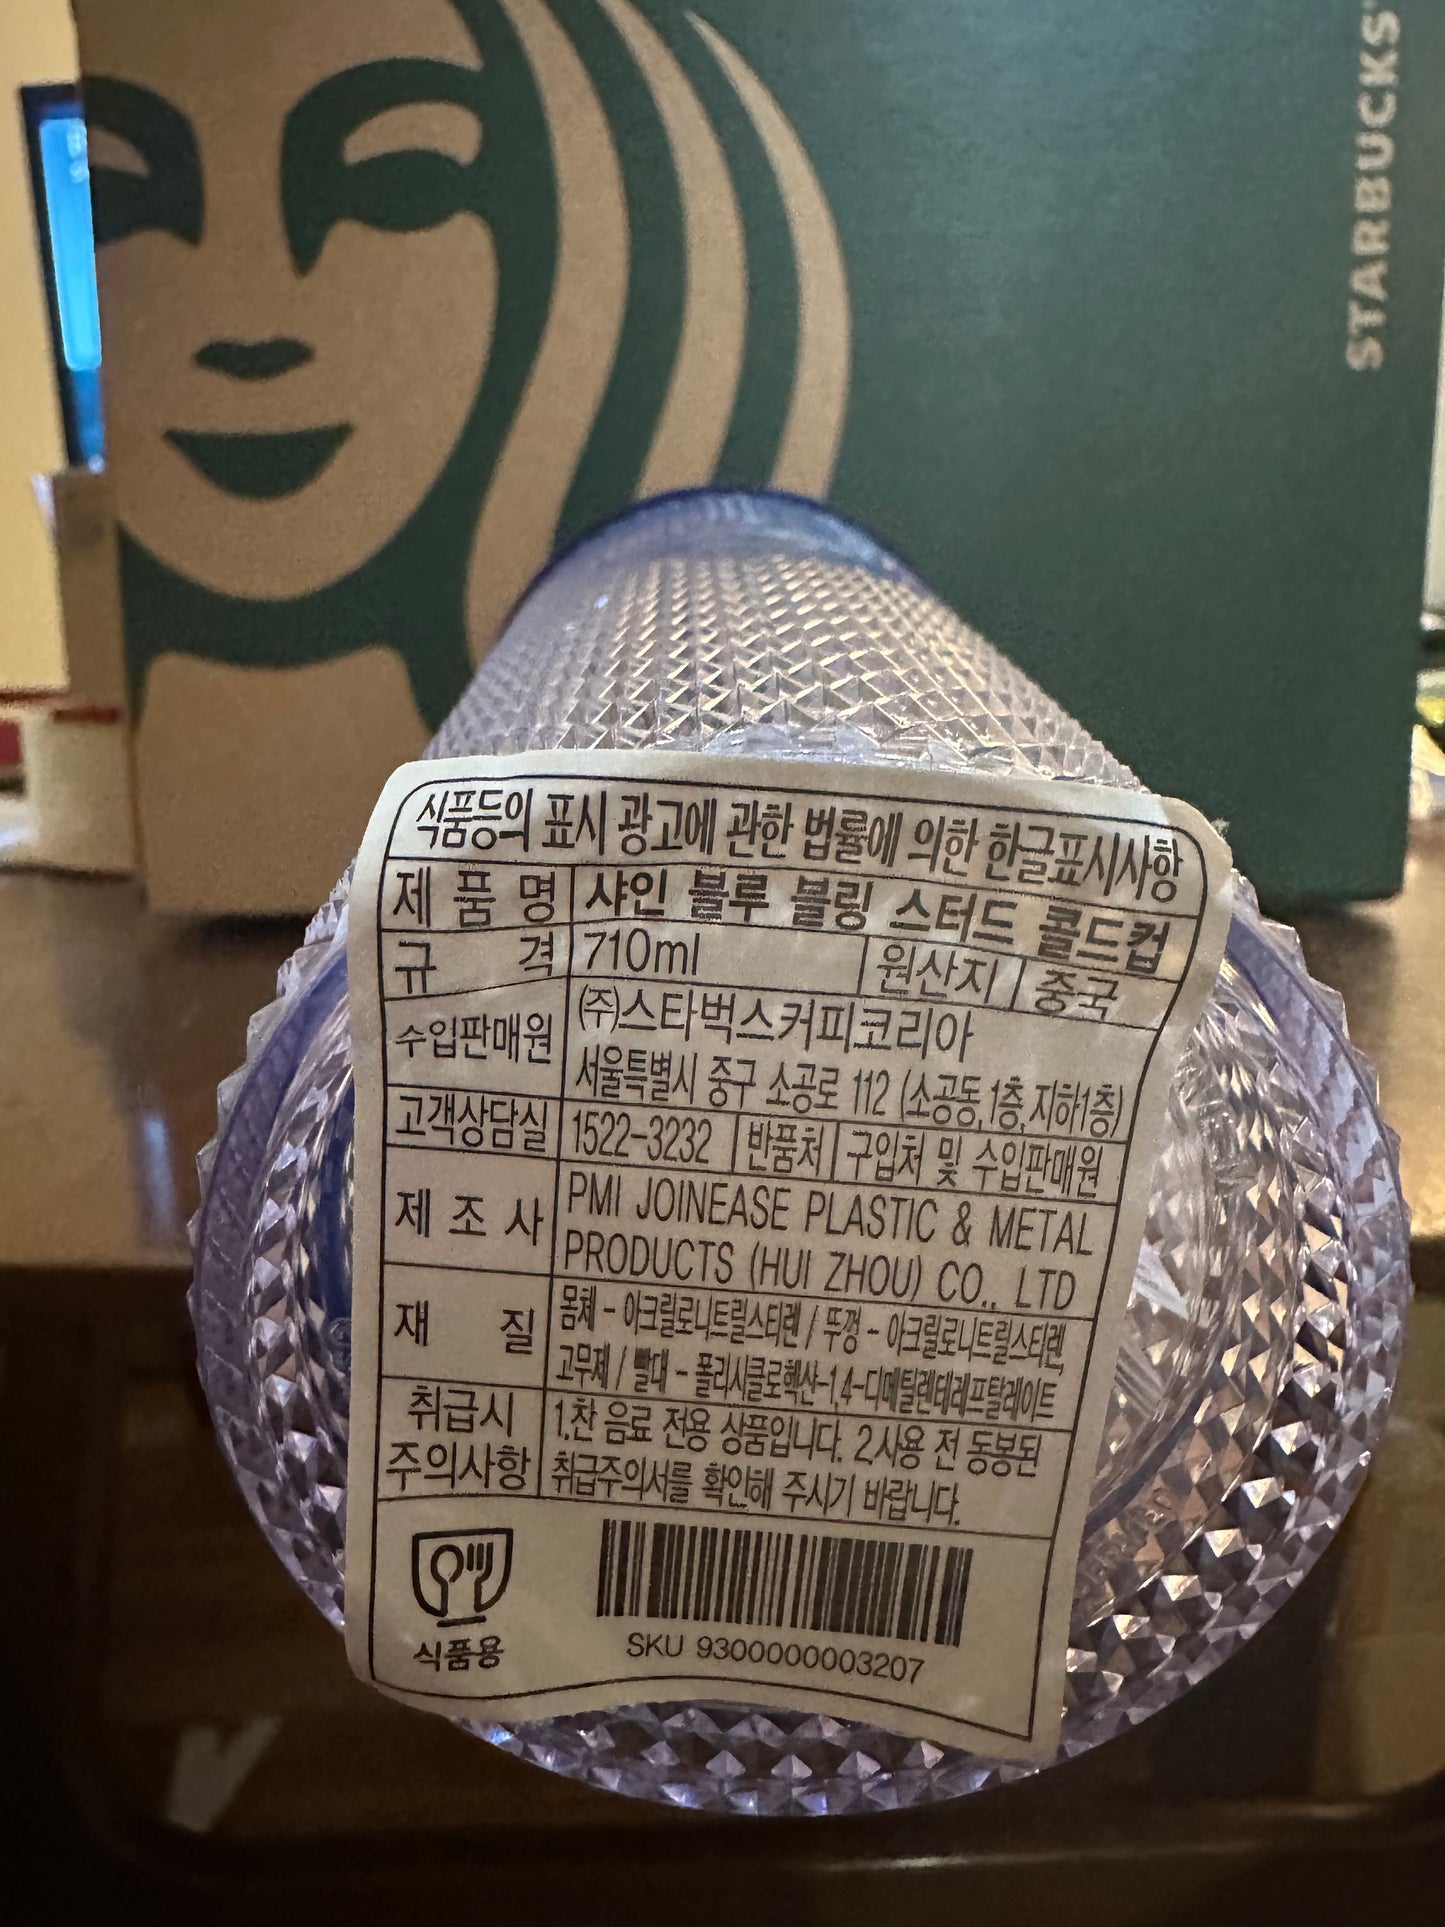 STARBUCKS
식품등의 표시 광고에 관한 법률에 의한 한글표시사항
제 품 명 샤인 블루 블링 스터드 콜드컵
규 격 710ml 원산지 중국
수입판매원 (주)스타벅스커피코리아
서울특별시 중구 소공로 112 (소공동,1층,지하1층)
고객상담실 1522-3232 반품처 구입처 및 수입판매원
제 조 사 PMI JOINEASE PLASTIC & METAL
PRODUCTS (HUI ZHOU) CO., LTD
재 질 몸체 - 아크릴로니트릴스티렌 / 뚜껑 - 아크릴로니트릴스티렌,
고무제 / 빨대 - 폴리시클로헥산-1,4-디메틸렌테레프탈레이트
취급시 주의사항 1.찬 음료 전용 상품입니다. 2.사용 전 동봉된
취급주의서를 확인해 주시기 바랍니다.
식품용
SKU 9300000003207